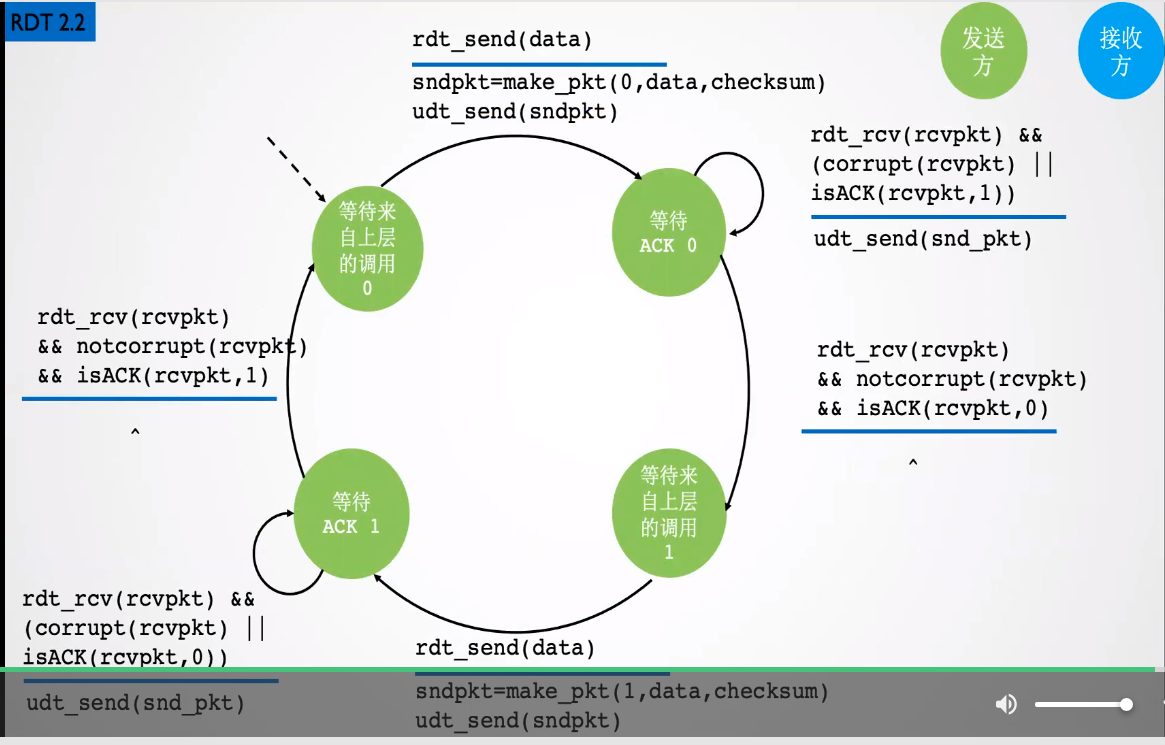 RDT 2.2
rdt_send(data)
sndpkt=make_pkt(0,data,checksum)
udt_send(sndpkt)
发送
方
接收
方
rdt_rcv(rcvpkt) &&
(corrupt(rcvpkt) ||
isACK(rcvpkt,1))
udt_send(snd_pkt)
等待来
自上层
的调用
0
等待
ACK 0
rdt_rcv(rcvpkt)
&& notcorrupt(rcvpkt)
&& isACK(rcvpkt,1)
^
rdt_rcv(rcvpkt)
&& notcorrupt(rcvpkt)
&& isACK(rcvpkt,0)
^
等待
ACK 1
等待来
自上层
的调用
1
rdt_rcv(rcvpkt) &&
(corrupt(rcvpkt) ||
isACK(rcvpkt,0))
udt_send(snd_pkt)
rdt_send(data)
sndpkt=make_pkt(1,data,checksum)
udt_send(sndpkt)